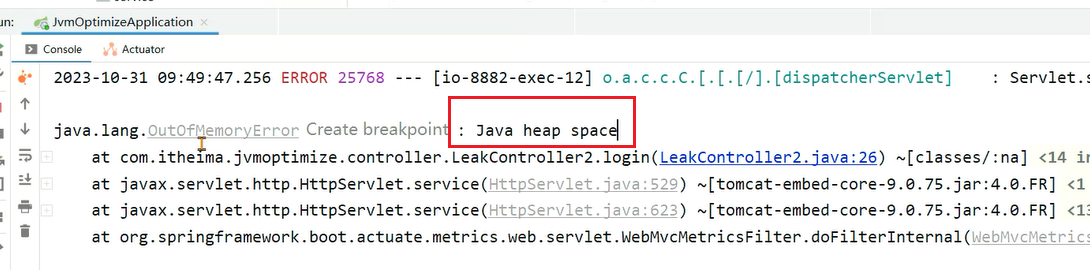 un: JvmOptimizeApplication ×
Console Actuator
2023-10-31 09:49:47.256 ERROR 25768 --- [io-8882-exec-12] o.a.c.c.C.[.[.[/].[dispatcherServlet] : Servlet.s
java.lang.OutOfMemoryError Create breakpoint : Java heap space
at com.itheima.jvmoptimize.controller.LeakController2.login(LeakController2.java:26) ~[classes/:na] <14 in
at javax.servlet.http.HttpServlet.service(HttpServlet.java:529) ~[tomcat-embed-core-9.0.75.jar:4.0.FR] <1
at javax.servlet.http.HttpServlet.service(HttpServlet.java:623) ~[tomcat-embed-core-9.0.75.jar:4.0.FR] <13
at org.springframework.boot.actuate.metrics.web.servlet.WebMvcMetricsFilter.doFilterInternal(WebMvcMetrics